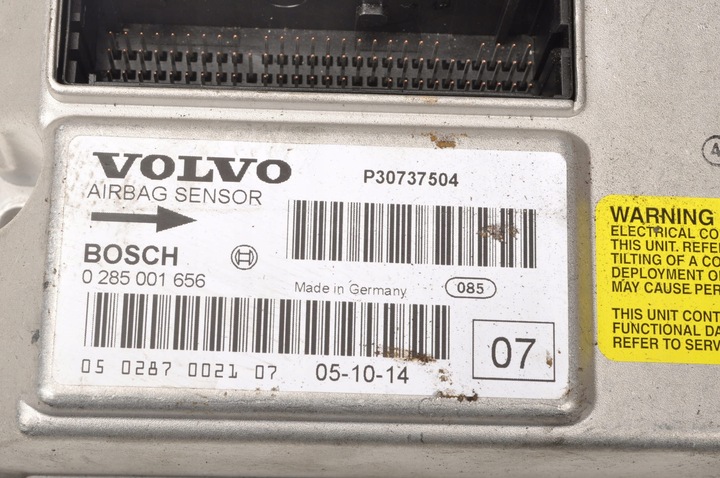 VOLVO
P30737504
AIRBAG SENSOR
BOSCH
0 285 001 656
Made in Germany
085
05 0287 0021 07
05-10-14
07
WARNING
ELECTRICAL CO
THIS UNIT. REFE
TILTING OF A CO
DEPLOYMENT O
MAY CAUSE PER
THIS UNIT CONT
FUNCTIONAL DA
REFER TO SERV